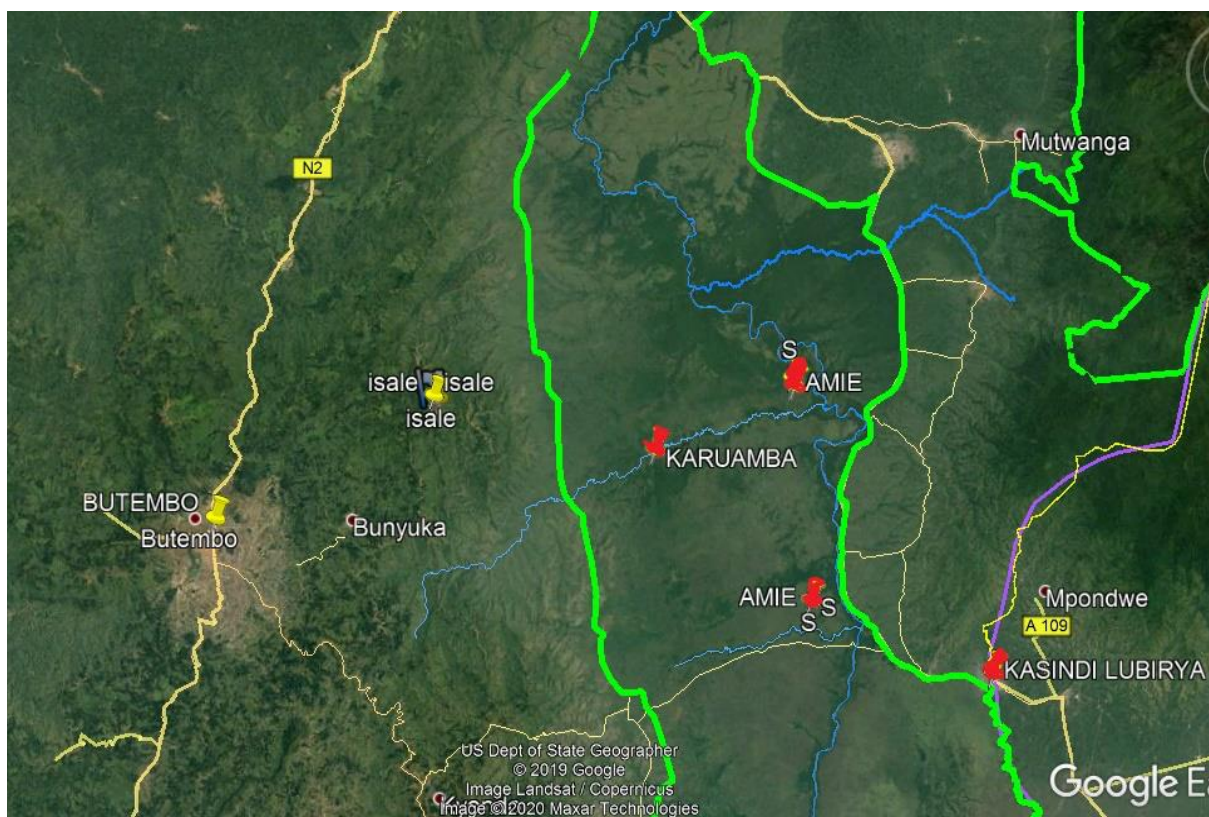 N2
Mutwanga
S
isale isale
AMIE
isale
KARUAMBA
BUTEMBO
Butembo
Bunyuka
AMIE
S
S
Mpondwe
A 109
KASINDI LUBIRYA
US Dept of State Geographer
© 2019 Google
Image Landsat / Copernicus
Image © 2020 Maxar Technologies
Google Ea